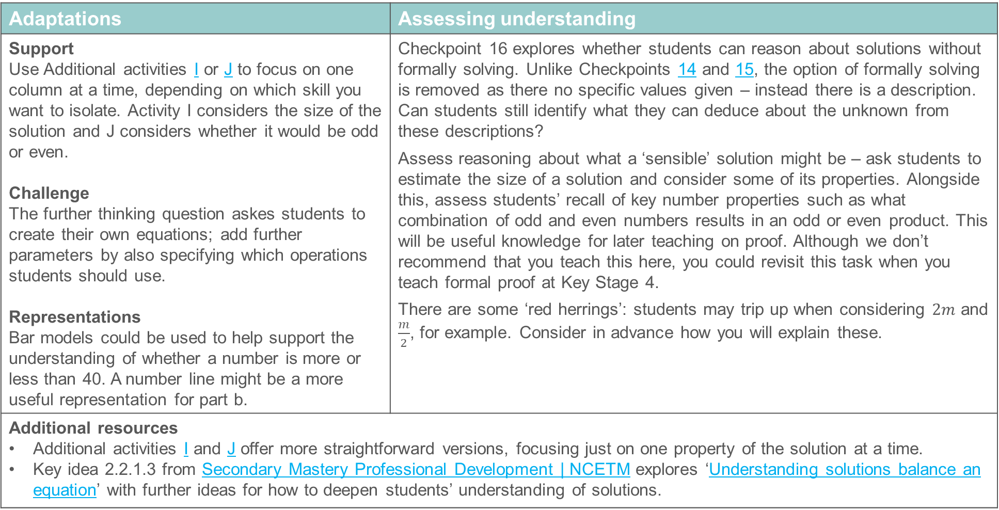 Adaptations
Support
Use Additional activities I or J to focus on one
column at a time, depending on which skill you
want to isolate. Activity I considers the size of the
solution and J considers whether it would be odd
or even.
Challenge
The further thinking question askes students to
create their own equations; add further
parameters by also specifying which operations
students should use.
Representations
Bar models could be used to help support the
understanding of whether a number is more or
less than 40. A number line might be a more
useful representation for part b.
Assessing understanding
Checkpoint 16 explores whether students can reason about solutions without
formally solving. Unlike Checkpoints 14 and 15, the option of formally solving
is removed as there no specific values given – instead there is a description.
Can students still identify what they can deduce about the unknown from
these descriptions?
Assess reasoning about what a ‘sensible’ solution might be – ask students to
estimate the size of a solution and consider some of its properties. Alongside
this, assess students’ recall of key number properties such as what
combination of odd and even numbers results in an odd or even product. This
will be useful knowledge for later teaching on proof. Although we don’t
recommend that you teach this here, you could revisit this task when you
teach formal proof at Key Stage 4.
There are some ‘red herrings’: students may trip up when considering 2m and
m/2, for example. Consider in advance how you will explain these.
Additional resources
• Additional activities I and J offer more straightforward versions, focusing just on one property of the solution at a time.
• Key idea 2.2.1.3 from Secondary Mastery Professional Development | NCETM explores ‘Understanding solutions balance an
equation’ with further ideas for how to deepen students’ understanding of solutions.